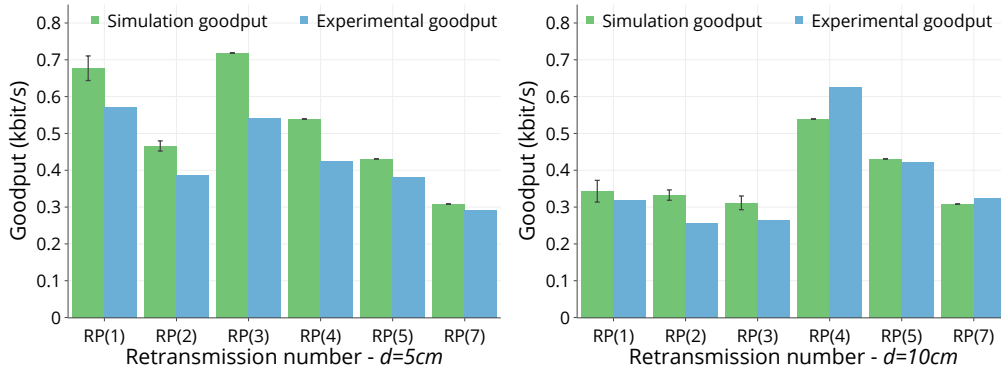 Simulation goodput Experimental goodput
0.8
0.7
0.6
0.5
0.4
0.3
0.2
0.1
0
Goodput (kbit/s)
RP(1) RP(2) RP(3) RP(4) RP(5) RP(7)
Retransmission number - d=5cm
Simulation goodput Experimental goodput
0.8
0.7
0.6
0.5
0.4
0.3
0.2
0.1
0
Goodput (kbit/s)
RP(1) RP(2) RP(3) RP(4) RP(5) RP(7)
Retransmission number - d=10cm